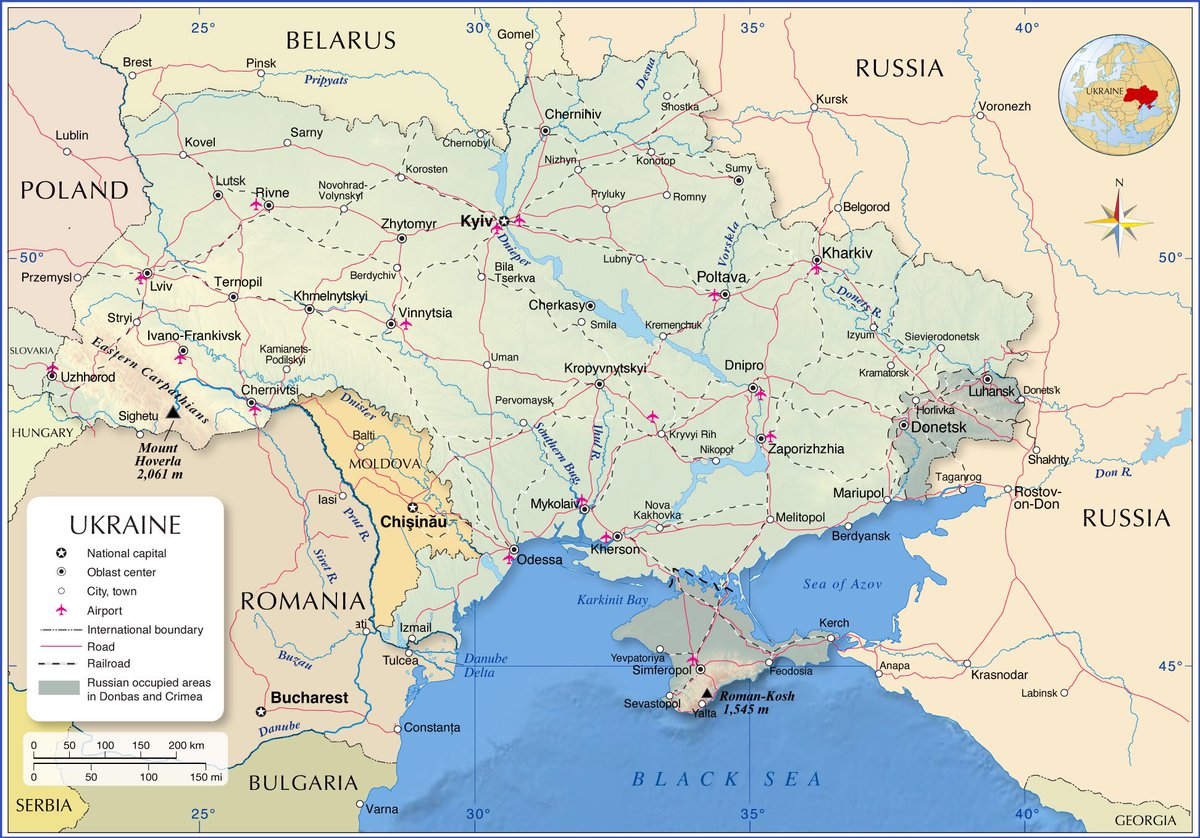 25°
30°
35°
40°
BELARUS
Gomel
RUSSIA
Brest
Pinsk
Pripyats
Desna
Shostka
Kursk
Voronezh
UKRAINE
Chernihiv
Lublin
Kovel
Sarny
Chernobyl
Nizhyn
Konotop
Sumy
POLAND
Lutsk
Rivne
Novohrad-
Volynskyl
Korosten
Pryluky
Romny
Belgorod
N
Kyiv
Zhytomyr
Dnieper
Vorskla
50°
50°
Przemysl
Lviv
Ternopil
Berdychiv
Bila
Tserkva
Lubny
Poltava
Kharkiv
Khmelnytskyi
Donets R.
Stryi
Ivano-Frankivsk
Vinnytsia
Cherkasy
Smila
Kremenchuk
Izyum
Sievierodonetsk
SLOVAKIA
Eastern Carpathians
Kamianets-
Podilskyi
Uman
Kropyvnytskyi
Dnipro
Kramatorsk
Uzhhorod
Chernivtsi
Luhansk
Donets'k
Sighetu
Dnister
Pervomaysk
Horlivka
HUNGARY
Mount
Hoverla
2,061 m
Balti
MOLDOVA
Southern Bug
Inul R.
Kryvyi Rih
Nikopol
Zaporizhzhia
Donetsk
Shakhty
Don R.
Iasi
Chişinău
Mykolaiv
Nova
Kakhovka
Mariupol
Taganrog
Rostov-
on-Don
Prut R.
Siret R.
Kherson
Melitopol
Berdyansk
RUSSIA
Odessa
Karkinit Bay
Sea of Azov
ROMANIA
ati
Izmail
Kerch
Buzau
Tulcea
Danube
Delta
Yevpatoriya
Simferopol
Feodosia
Anapa
45°
Krasnodar
Labinsk
Bucharest
Danube
Constanţa
Sevastopol
Yalta
Roman-Kosh
1,545 m
BLACK SEA
BULGARIA
SERBIA
Varna
GEORGIA
25°
30°
35°
40°
UKRAINE
National capital
Oblast center
City, town
Airport
International boundary
Road
Railroad
Russian occupied areas
in Donbas and Crimea
0 50 100 150 200 km
0 50 100 150 mi